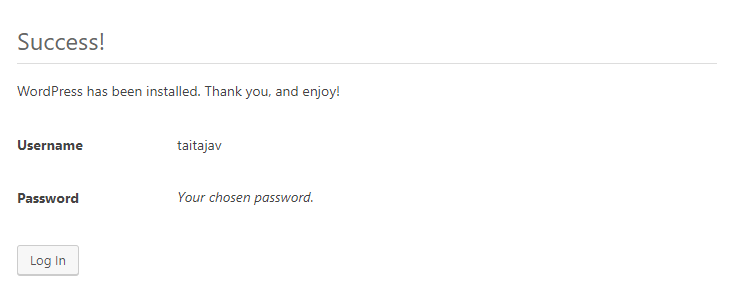 Success!
WordPress has been installed. Thank you, and enjoy!
Username taitajav
Password Your chosen password.
Log In